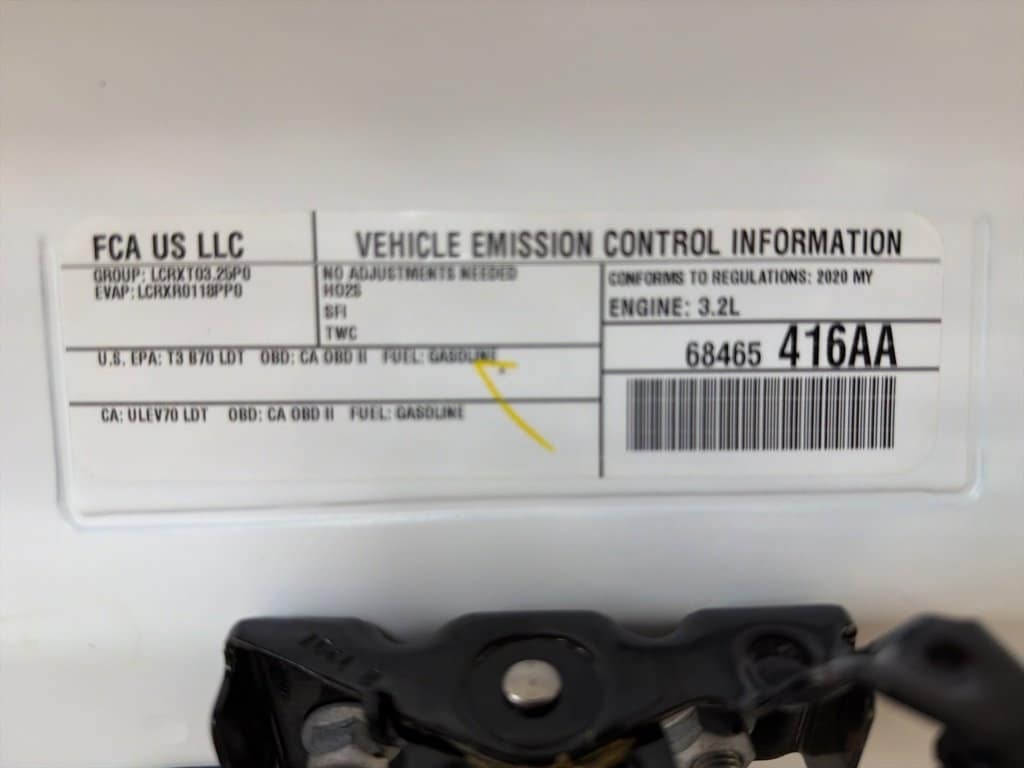 FCA US LLC
VEHICLE EMISSION CONTROL INFORMATION
GROUP: LCRXT03.25P0
EVAP: LCRXR0118PP0
NO ADJUSTMENTS NEEDED
HO2S
SFI
TWC
CONFORMS TO REGULATIONS: 2020 MY
ENGINE: 3.2L
68465 416AA
U.S. EPA: T3 B70 LDT OBD: CA OBD II FUEL: GASOLINE
CA: ULEV70 LDT OBD: CA OBD II FUEL: GASOLINE